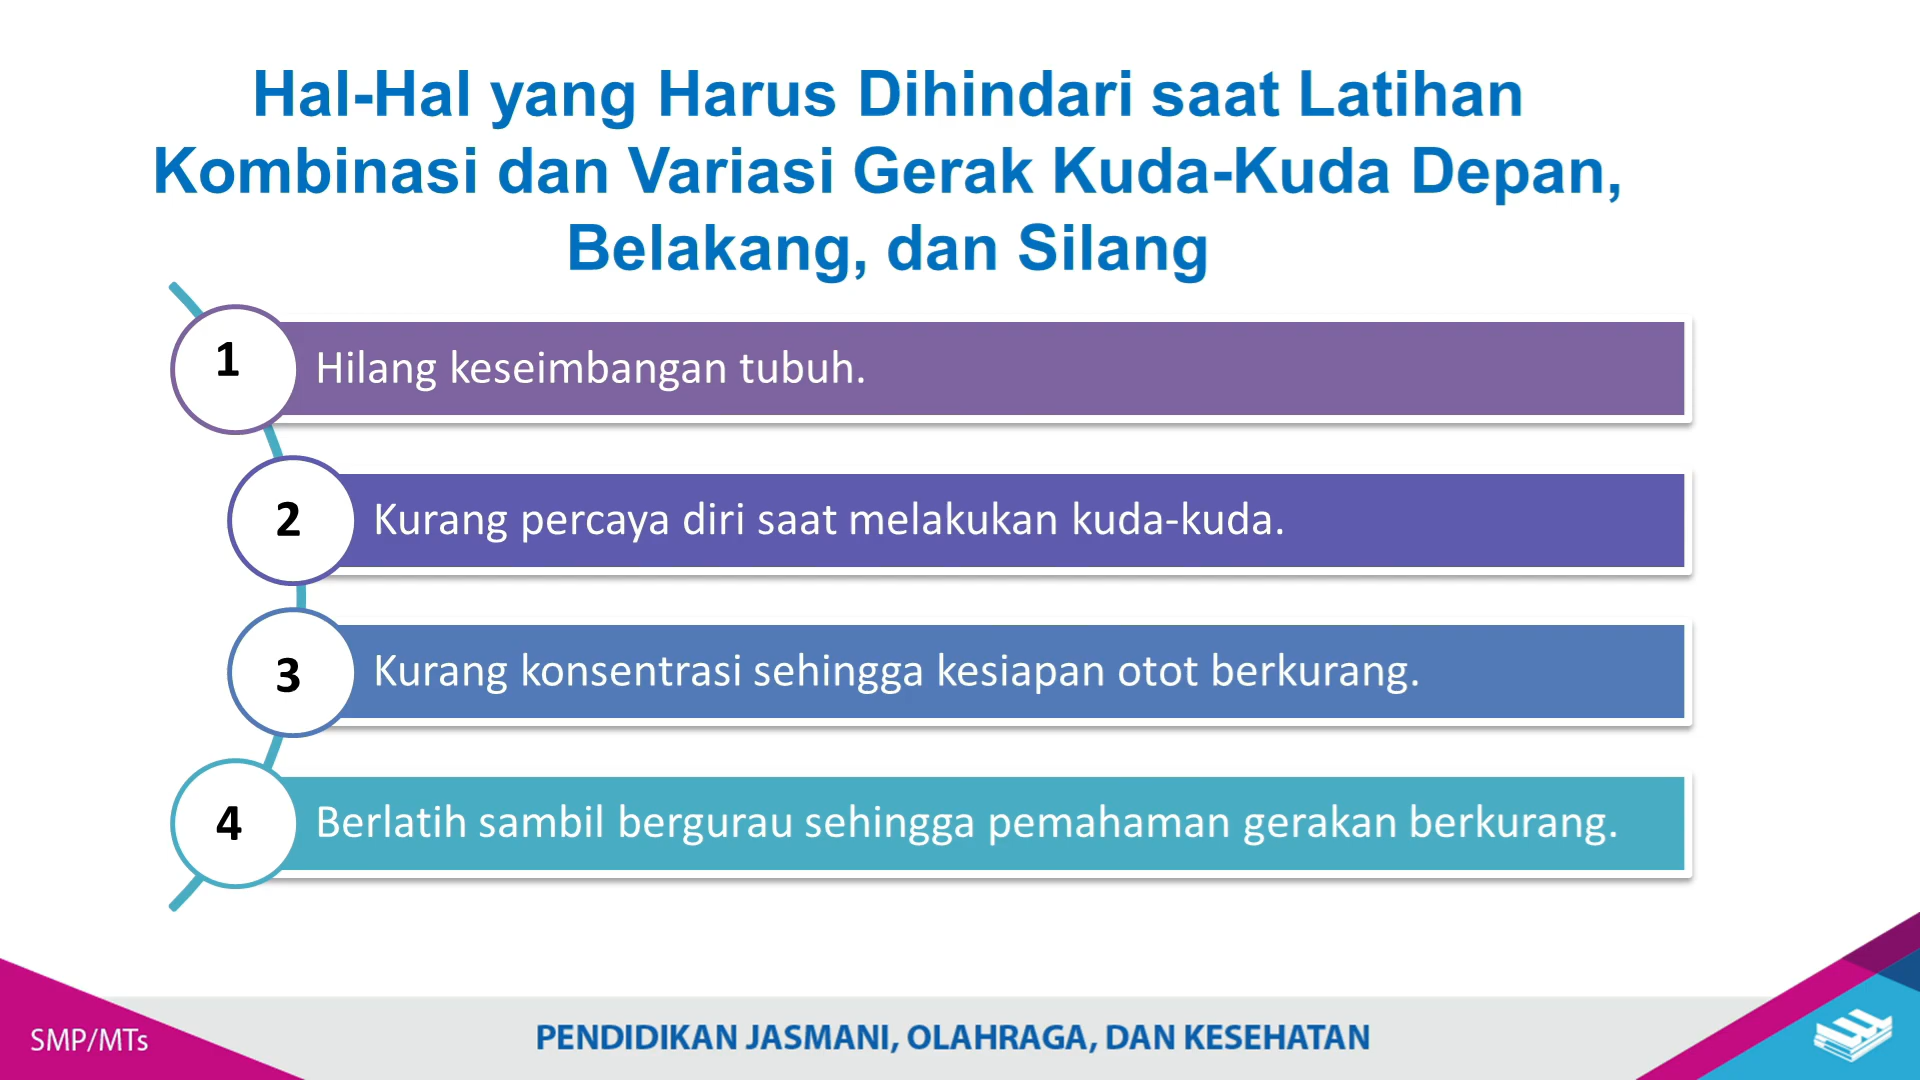 Hal-Hal yang Harus Dihindari saat Latihan
Kombinasi dan Variasi Gerak Kuda-Kuda Depan,
Belakang, dan Silang
1
Hilang keseimbangan tubuh.
2
Kurang percaya diri saat melakukan kuda-kuda.
3
Kurang konsentrasi sehingga kesiapan otot berkurang.
4
Berlatih sambil bergurau sehingga pemahaman gerakan berkurang.
SMP/MTs
PENDIDIKAN JASMANI, OLAHRAGA, DAN KESEHATAN